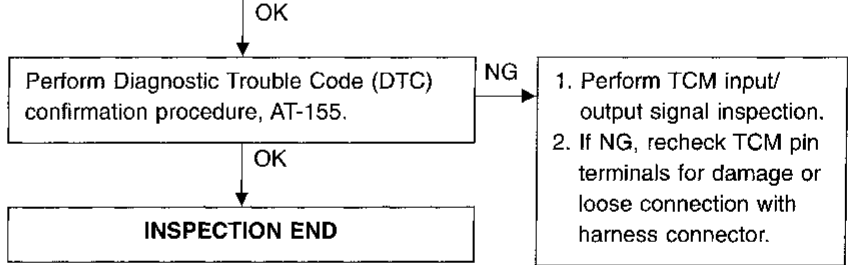 OK
Perform Diagnostic Trouble Code (DTC)
confirmation procedure, AT-155.
NG
1. Perform TCM input/
output signal inspection.
2. If NG, recheck TCM pin
terminals for damage or
loose connection with
harness connector.
OK
INSPECTION END